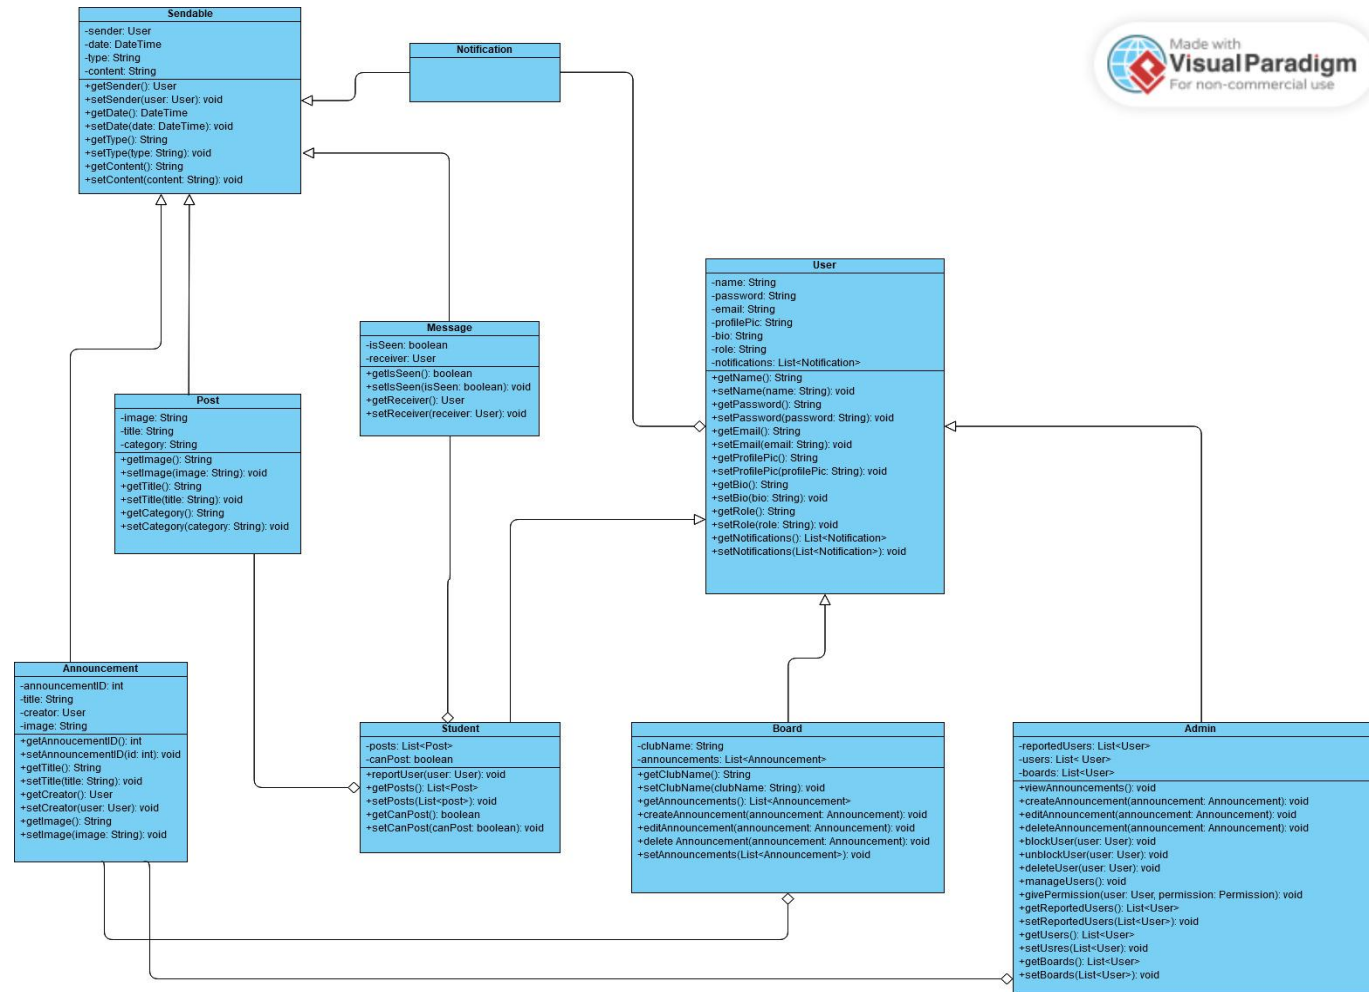 Sendable
-sender: User
-date: DateTime
-type: String
-content: String
+getSender(): User
+setSender(user: User): void
+getDate(): DateTime
+setDate(date: DateTime): void
+getType(): String
+setType(type: String): void
+getContent(): String
+setContent(content: String): void
Notification
Made with
Visual Paradigm
For non-commercial use
User
-name: String
-password: String
-email: String
-profilePic: String
-bio: String
-role: String
-notifications: List<Notification>
+getName(): String
+setName(name: String): void
+getPassword(): String
+setPassword(password: String): void
+getEmail(): String
+setEmail(email: String): void
+getProfilePic(): String
+setProfilePic(profilePic: String): void
+getBio(): String
+setBio(bio: String): void
+getRole(): String
+setRole(role: String): void
+getNotifications(): List<Notification>
+setNotifications(List<Notification>): void
Message
-isSeen: boolean
-receiver: User
+getIsSeen(): boolean
+setIsSeen(isSeen: boolean): void
+getReceiver(): User
+setReceiver(receiver: User): void
Post
-image: String
-title: String
-category: String
+getImage(): String
+setImage(image: String): void
+getTitle(): String
+setTitle(title: String): void
+getCategory(): String
+setCategory(category: String): void
Announcement
-announcementID: int
-title: String
-creator: User
-image: String
+getAnnoucementID(): int
+setAnnouncementID(id: int): void
+getTitle(): String
+setTitle(title: String): void
+getCreator(): User
+setCreator(user: User): void
+getImage(): String
+setImage(image: String): void
Student
-posts: List<Post>
-canPost: boolean
+reportUser(user: User): void
+getPosts(): List<Post>
+setPosts(List<post>): void
+getCanPost(): boolean
+setCanPost(canPost: boolean): void
Board
-clubName: String
-announcements: List<Announcement>
+getClubName(): String
+setClubName(clubName: String): void
+getAnnouncements(): List<Announcement>
+createAnnouncement(announcement: Announcement): void
+editAnnouncement(announcement: Announcement): void
+delete Announcement(announcement: Announcement): void
+setAnnouncements(List<Announcement>): void
Admin
-reportedUsers: List<User>
-users: List< User>
-boards: List<User>
+viewAnnouncements(): void
+createAnnouncement(announcement: Announcement): void
+editAnnouncement(announcement: Announcement): void
+deleteAnnouncement(announcement: Announcement): void
+blockUser(user: User): void
+unblockUser(user: User): void
+deleteUser(user: User): void
+manageUsers(): void
+givePermission(user: User, permission: Permission): void
+getReportedUsers(): List<User>
+setReportedUsers(List<User>): void
+getUsers(): List<User>
+setUsres(List<User): void
+getBoards(): List<User>
+setBoards(List<User>): void